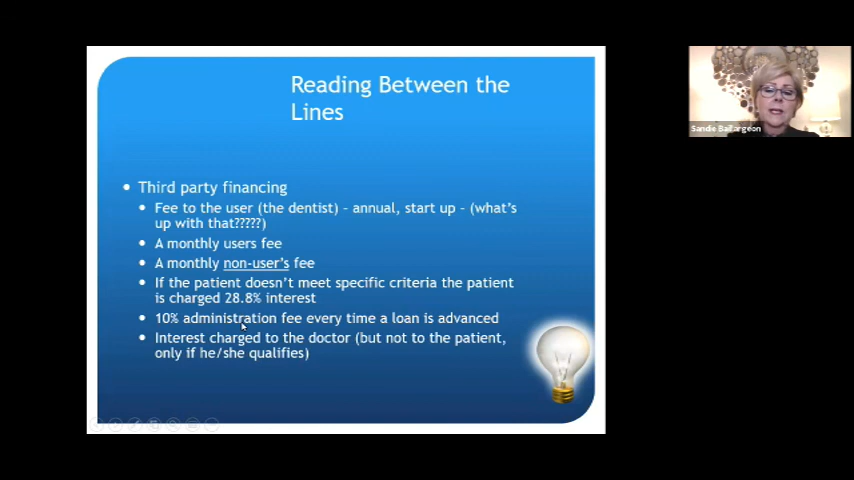 Reading Between the
Lines
Third party financing
Fee to the user (the dentist) – annual, start up – (what's
up with that?????)
A monthly users fee
A monthly non-user's fee
If the patient doesn't meet specific criteria the patient
is charged 28.8% interest
10% administration fee every time a loan is advanced
Interest charged to the doctor (but not to the patient,
only if he/she qualifies)
Sandie Baillargeon